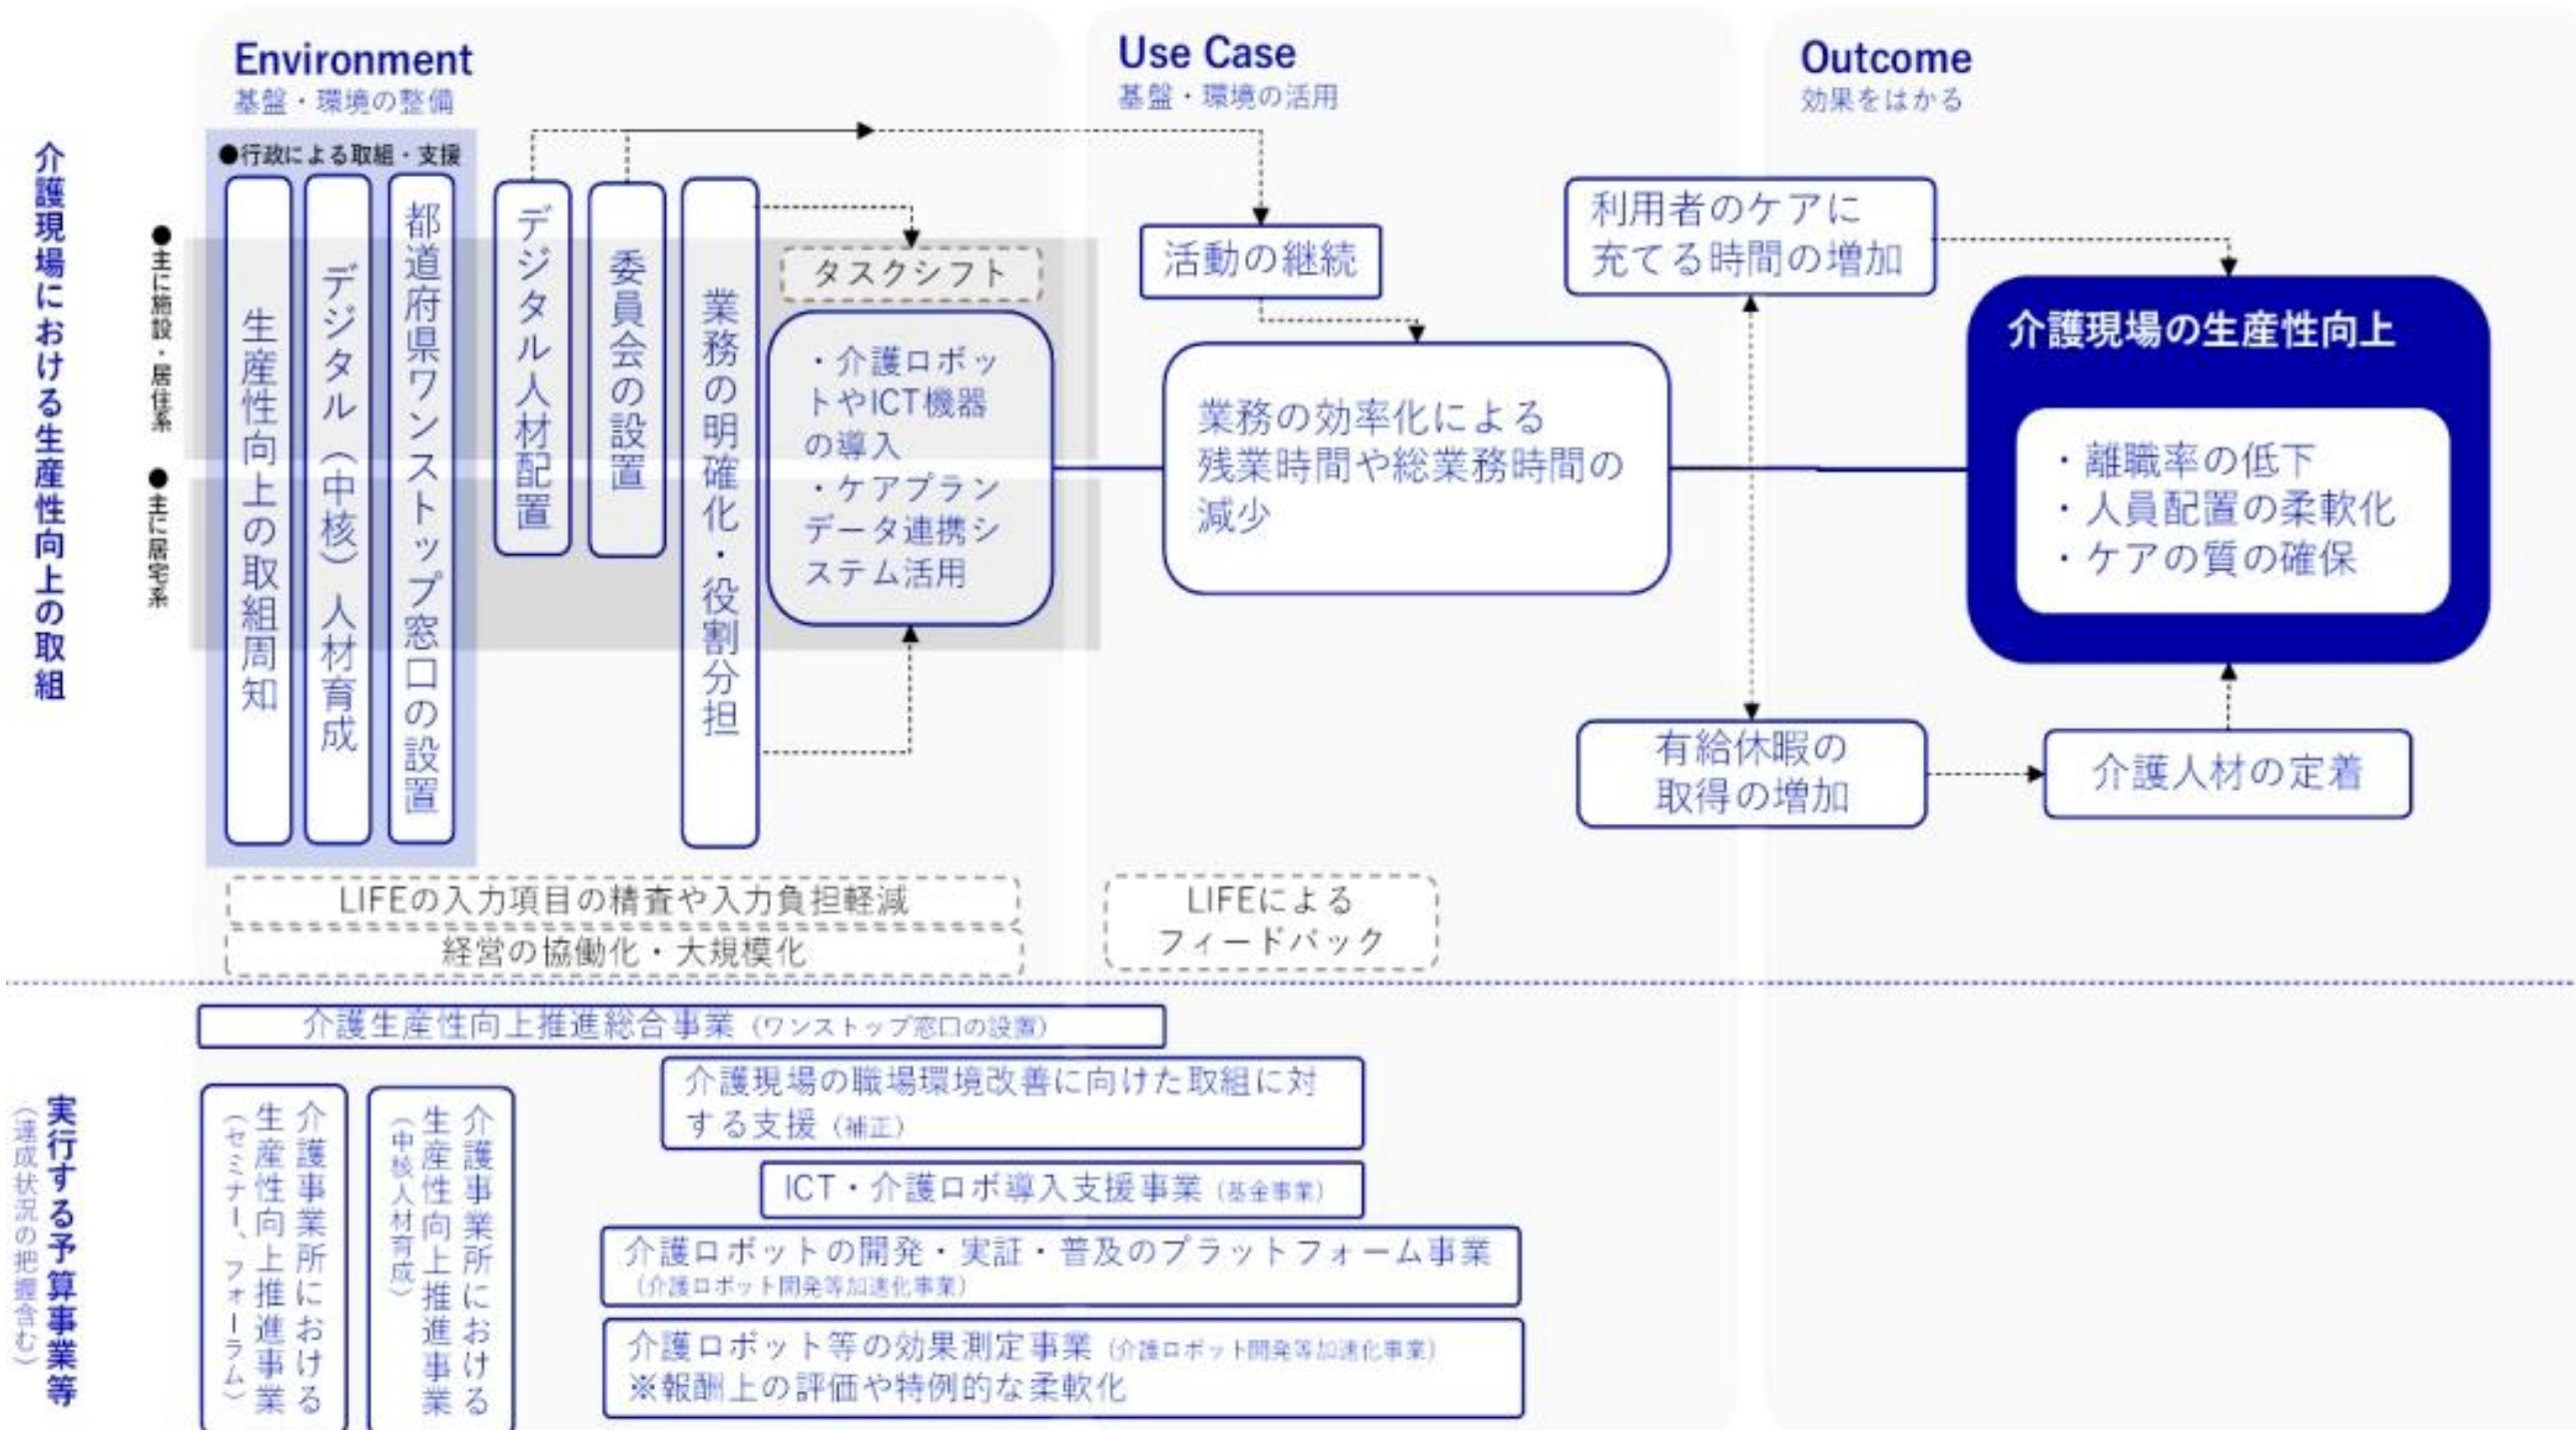 Environment
基盤・環境の整備
Use Case
基盤・環境の活用
Outcome
効果をはかる
介護現場における生産性向上の取組
●主に施設・居住系
●主に居宅系
●行政による取組・支援
生産性向上の取組周知
デジタル（中核）人材育成
都道府県ワンストップ窓口の設置
デジタル人材配置
委員会の設置
業務の明確化・役割分担
タスクシフト
・介護ロボッ
トやICT機器
の導入
・ケアプラン
データ連携シ
ステム活用
活動の継続
業務の効率化による
残業時間や総業務時間の
減少
利用者のケアに
充てる時間の増加
介護現場の生産性向上
・離職率の低下
・人員配置の柔軟化
・ケアの質の確保
有給休暇の
取得の増加
介護人材の定着
LIFEの入力項目の精査や入力負担軽減
経営の協働化・大規模化
LIFEによる
フィードバック
実行する予算事業等
（達成状況の把握含む）
介護生産性向上推進総合事業（ワンストップ窓口の設置）
介護事業所における
生産性向上推進事業
（セミナー、フォーラム）
介護事業所における
生産性向上推進事業
（中核人材育成）
介護現場の職場環境改善に向けた取組に対
する支援（補正）
ICT・介護ロボ導入支援事業（基金事業）
介護ロボットの開発・実証・普及のプラットフォーム事業
（介護ロボット開発等加速化事業）
介護ロボット等の効果測定事業（介護ロボット開発等加速化事業）
※報酬上の評価や特例的な柔軟化